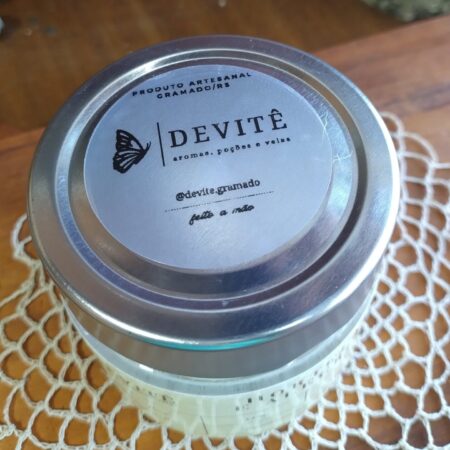 PRODUTO ARTESANAL
GRAMADO/RS
DEVITÊ
aromas, poções e velas
@devite.gramado
feito a mão